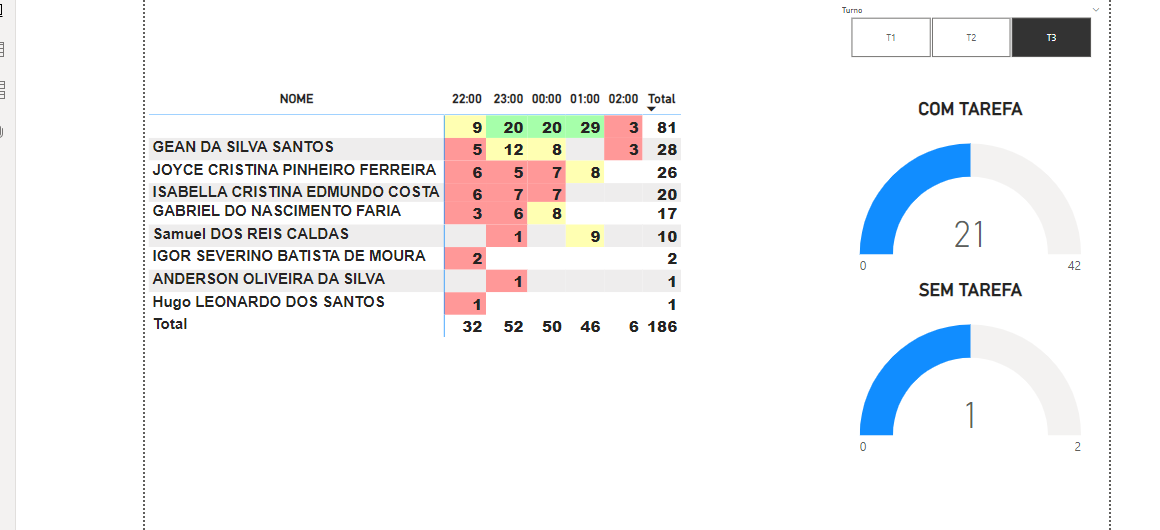 Turno
T1 T2 T3
NOME 22:00 23:00 00:00 01:00 02:00 Total
9 20 20 29 3 81
GEAN DA SILVA SANTOS 5 12 8 3 28
JOYCE CRISTINA PINHEIRO FERREIRA 6 5 7 8 26
ISABELLA CRISTINA EDMUNDO COSTA 6 7 7 20
GABRIEL DO NASCIMENTO FARIA 3 6 8 17
Samuel DOS REIS CALDAS 1 9 10
IGOR SEVERINO BATISTA DE MOURA 2 2
ANDERSON OLIVEIRA DA SILVA 1 1
Hugo LEONARDO DOS SANTOS 1 1
Total 32 52 50 46 6 186
COM TAREFA
21
0 42
SEM TAREFA
1
0 2